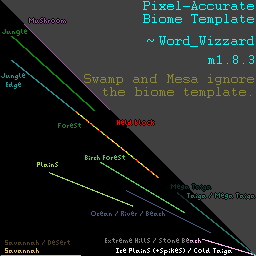 Pixel-Accurate
Biome Template
~ Word_Wizzard
m1.8.3
Swamp and Mesa ignore
the biome template.
Mushroom
Jungle
Jungle
Edge
Forest
Held Block
Birch Forest
Plains
Mega Taiga
Taiga / Mega Taiga
Ocean / River / Beach
Extreme Hills / Stone Beach
Savannah / Desert
Savannah
Ice Plains (+Spikes) / Cold Taiga